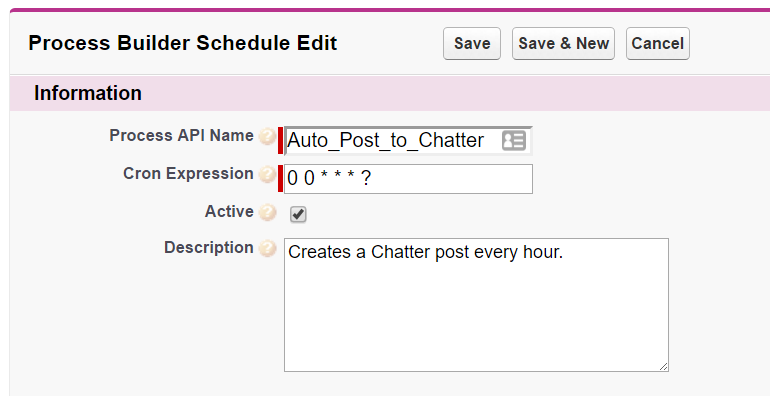 Process Builder Schedule Edit Save Save & New Cancel
Information
Process API Name ? Auto_Post_to_Chatter
Cron Expression ? 0 0 * * * ?
Active ?
Description ? Creates a Chatter post every hour.